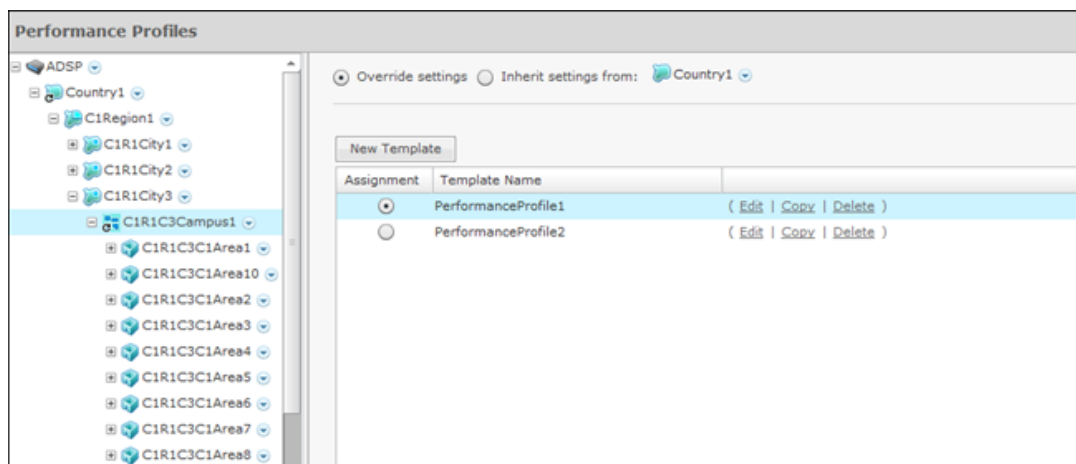 Performance Profiles
ADSP
Country1
C1Region1
C1R1City1
C1R1City2
C1R1City3
C1R1C3Campus1
C1R1C3C1Area1
C1R1C3C1Area10
C1R1C3C1Area2
C1R1C3C1Area3
C1R1C3C1Area4
C1R1C3C1Area5
C1R1C3C1Area6
C1R1C3C1Area7
C1R1C3C1Area8
Override settings Inherit settings from: Country1
New Template
Assignment Template Name
PerformanceProfile1 ( Edit | Copy | Delete )
PerformanceProfile2 ( Edit | Copy | Delete )